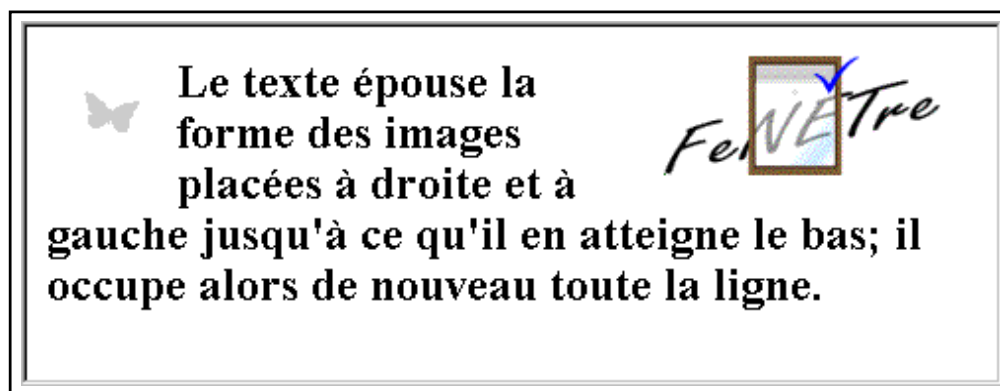 Le texte épouse la
forme des images
placées à droite et à
gauche jusqu'à ce qu'il en atteigne le bas; il
occupe alors de nouveau toute la ligne.
FeNETre